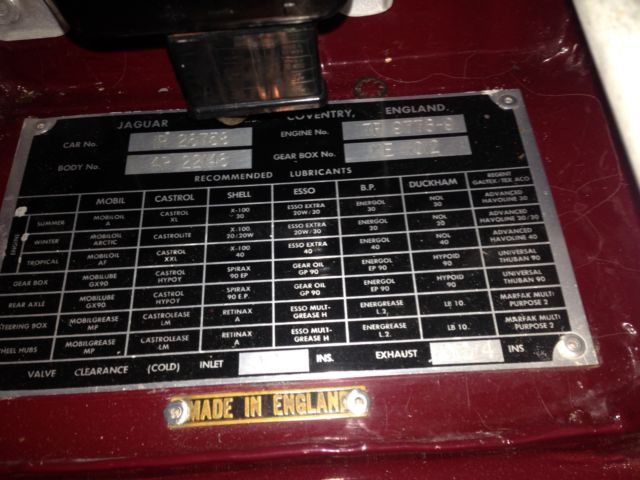 JAGUAR COVENTRY, ENGLAND.
CAR No. ENGINE No.
BODY No. GEAR BOX No.
RECOMMENDED LUBRICANTS
MOBIL CASTROL SHELL ESSO B.P. DUCKHAM REGENT CALTEX/TEXACO
ENGINE
SUMMER MOBILOIL A CASTROL XL X-100 30 ESSO EXTRA 20W/30 ENERGOL 30 NOL 30 ADVANCED HAVOLINE 30
WINTER MOBILOIL ARCTIC CASTROLITE X-100 20/20W ESSO EXTRA 20W/30 ENERGOL 20 NOL 20 ADVANCED HAVOLINE 20/20
TROPICAL MOBILOIL AF CASTROL XXL X-100 40 ESSO EXTRA 40 ENERGOL 40 NOL 40 ADVANCED HAVOLINE 40
GEAR BOX MOBILUBE GX90. CASTROL HYPOY SPIRAX 90 EP GEAR OIL GP 90 ENERGOL EP 90 HYPOID 90 UNIVERSAL THUBAN 90
REAR AXLE MOBILUBE GX90. CASTROL HYPOY SPIRAX 90 E.P. GEAR OIL GP 90 ENERGOL EP 90 HYPOID 90 UNIVERSAL THUBAN 90
STEERING BOX MOBILGREASE MP CASTROLEASE LM RETINAX A ESSO MULT-GREASE H ENERGREASE L.2. LB 10. MARFAK MULTI PURPOSE 2
WHEEL HUBS MOBILGREASE MP CASTROLEASE LM RETINAX A ESSO MULT-GREASE H ENERGREASE L.2. LB 10. MARFAK MULTI PURPOSE 2
VALVE CLEARANCE (COLD) INLET INS. EXHAUST INS
MADE IN ENGLAND